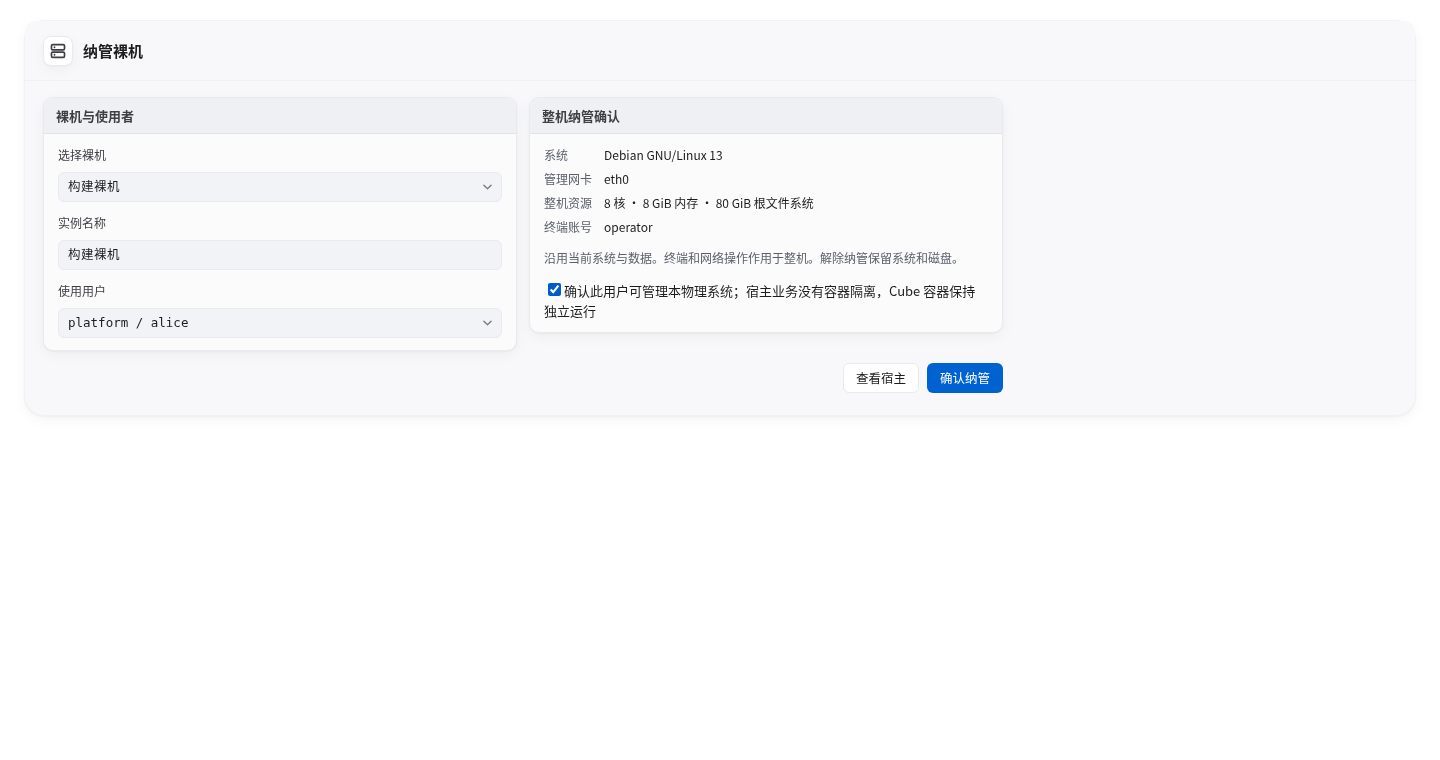 纳管裸机
裸机与使用者
选择裸机
构建裸机
实例名称
构建裸机
使用用户
platform / alice
整机纳管确认
系统 Debian GNU/Linux 13
管理网卡 eth0
整机资源 8 核 · 8 GiB 内存 · 80 GiB 根文件系统
终端账号 operator
沿用当前系统与数据。终端和网络操作作用于整机。解除纳管保留系统和磁盘。
确认此用户可管理本物理系统；宿主业务没有容器隔离，Cube 容器保持
独立运行
查看宿主 确认纳管